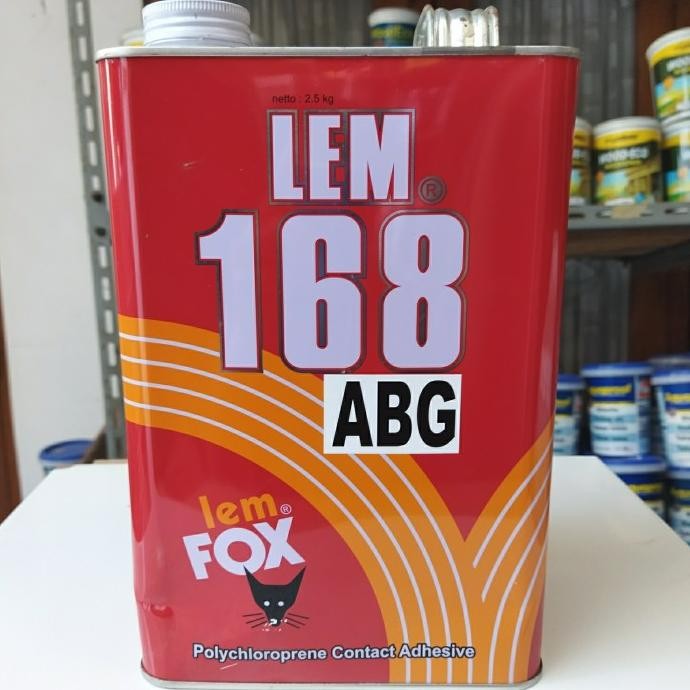 netto : 2.5 kg
LEM ®
168
ABG
lem ®
FOX
Polychloroprene Contact Adhesive